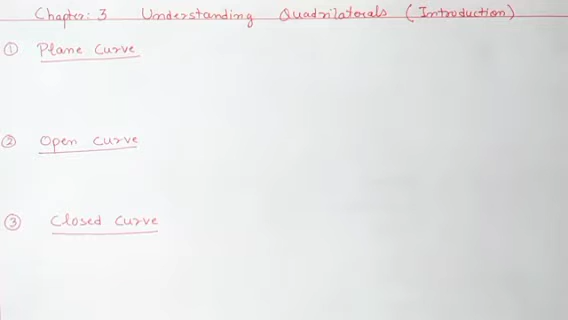 Chapter: 3 Understanding Quadrilaterals (Introduction)
① Plane Curve
② Open Curve
③ Closed Curve